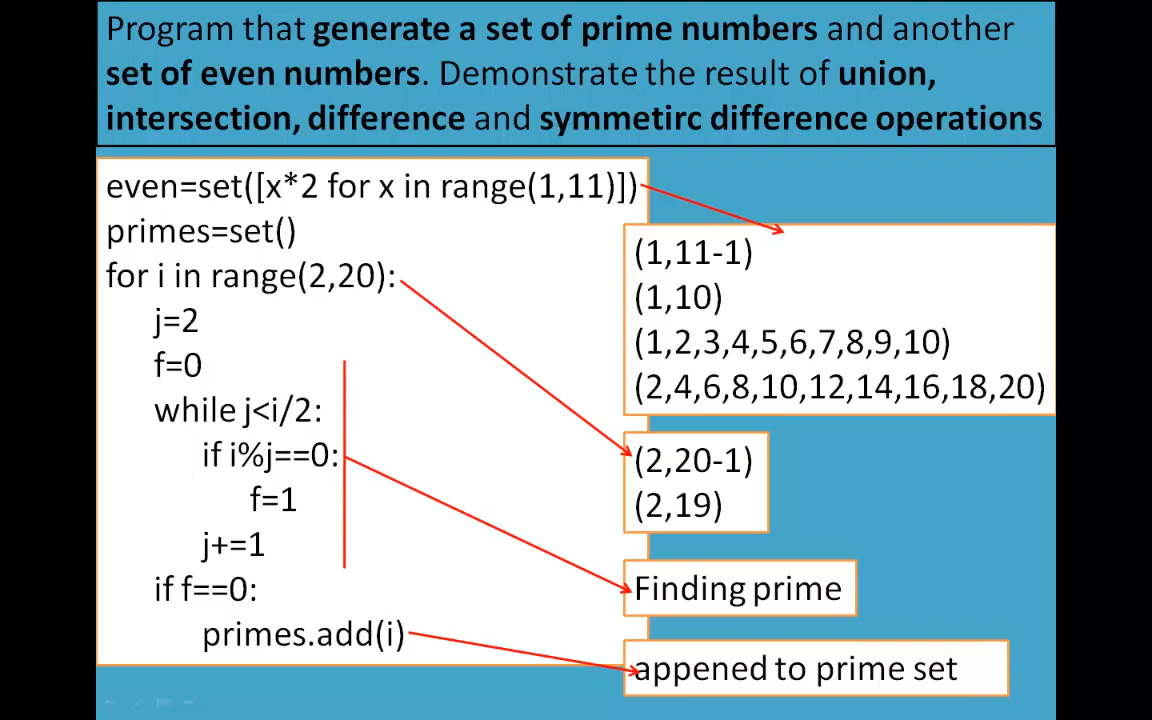 Program that generate a set of prime numbers and another
set of even numbers. Demonstrate the result of union,
intersection, difference and symmetirc difference operations
even=set([x*2 for x in range(1,11)])
primes=set()
for i in range(2,20):
j=2
f=0
while j<i/2:
if i%j==0:
f=1
j+=1
if f==0:
primes.add(i)
(1,11-1)
(1,10)
(1,2,3,4,5,6,7,8,9,10)
(2,4,6,8,10,12,14,16,18,20)
(2,20-1)
(2,19)
Finding prime
appened to prime set